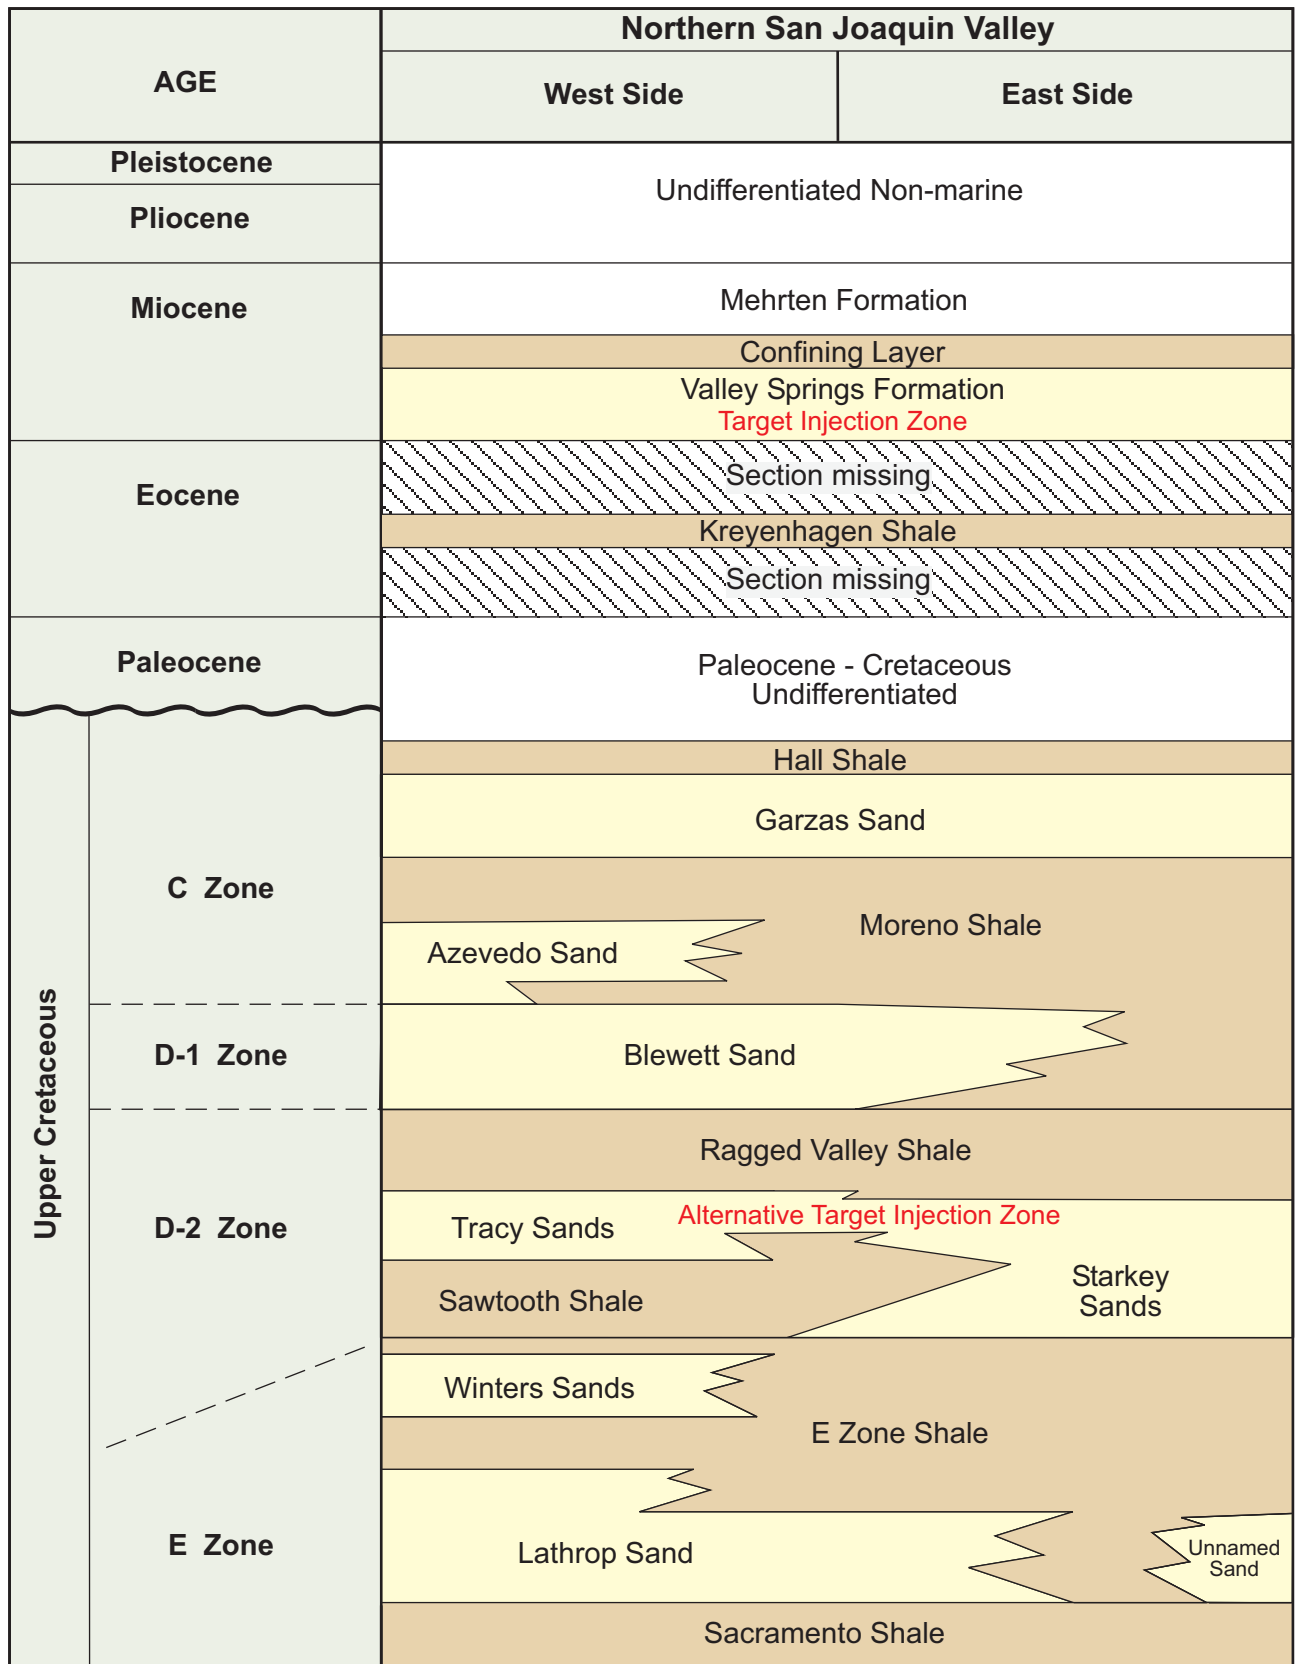 Northern San Joaquin Valley
AGE
West Side
East Side
Pleistocene
Undifferentiated Non-marine
Pliocene
Miocene
Mehrten Formation
Confining Layer
Valley Springs Formation
Target Injection Zone
Eocene
Section missing
Kreyenhagen Shale
Section missing
Paleocene
Paleocene - Cretaceous
Undifferentiated
Hall Shale
Garzas Sand
Upper Cretaceous
C Zone
Moreno Shale
Azevedo Sand
D-1 Zone
Blewett Sand
Ragged Valley Shale
D-2 Zone
Tracy Sands
Alternative Target Injection Zone
Starkey
Sands
Sawtooth Shale
Winters Sands
E Zone Shale
E Zone
Lathrop Sand
Unnamed
Sand
Sacramento Shale